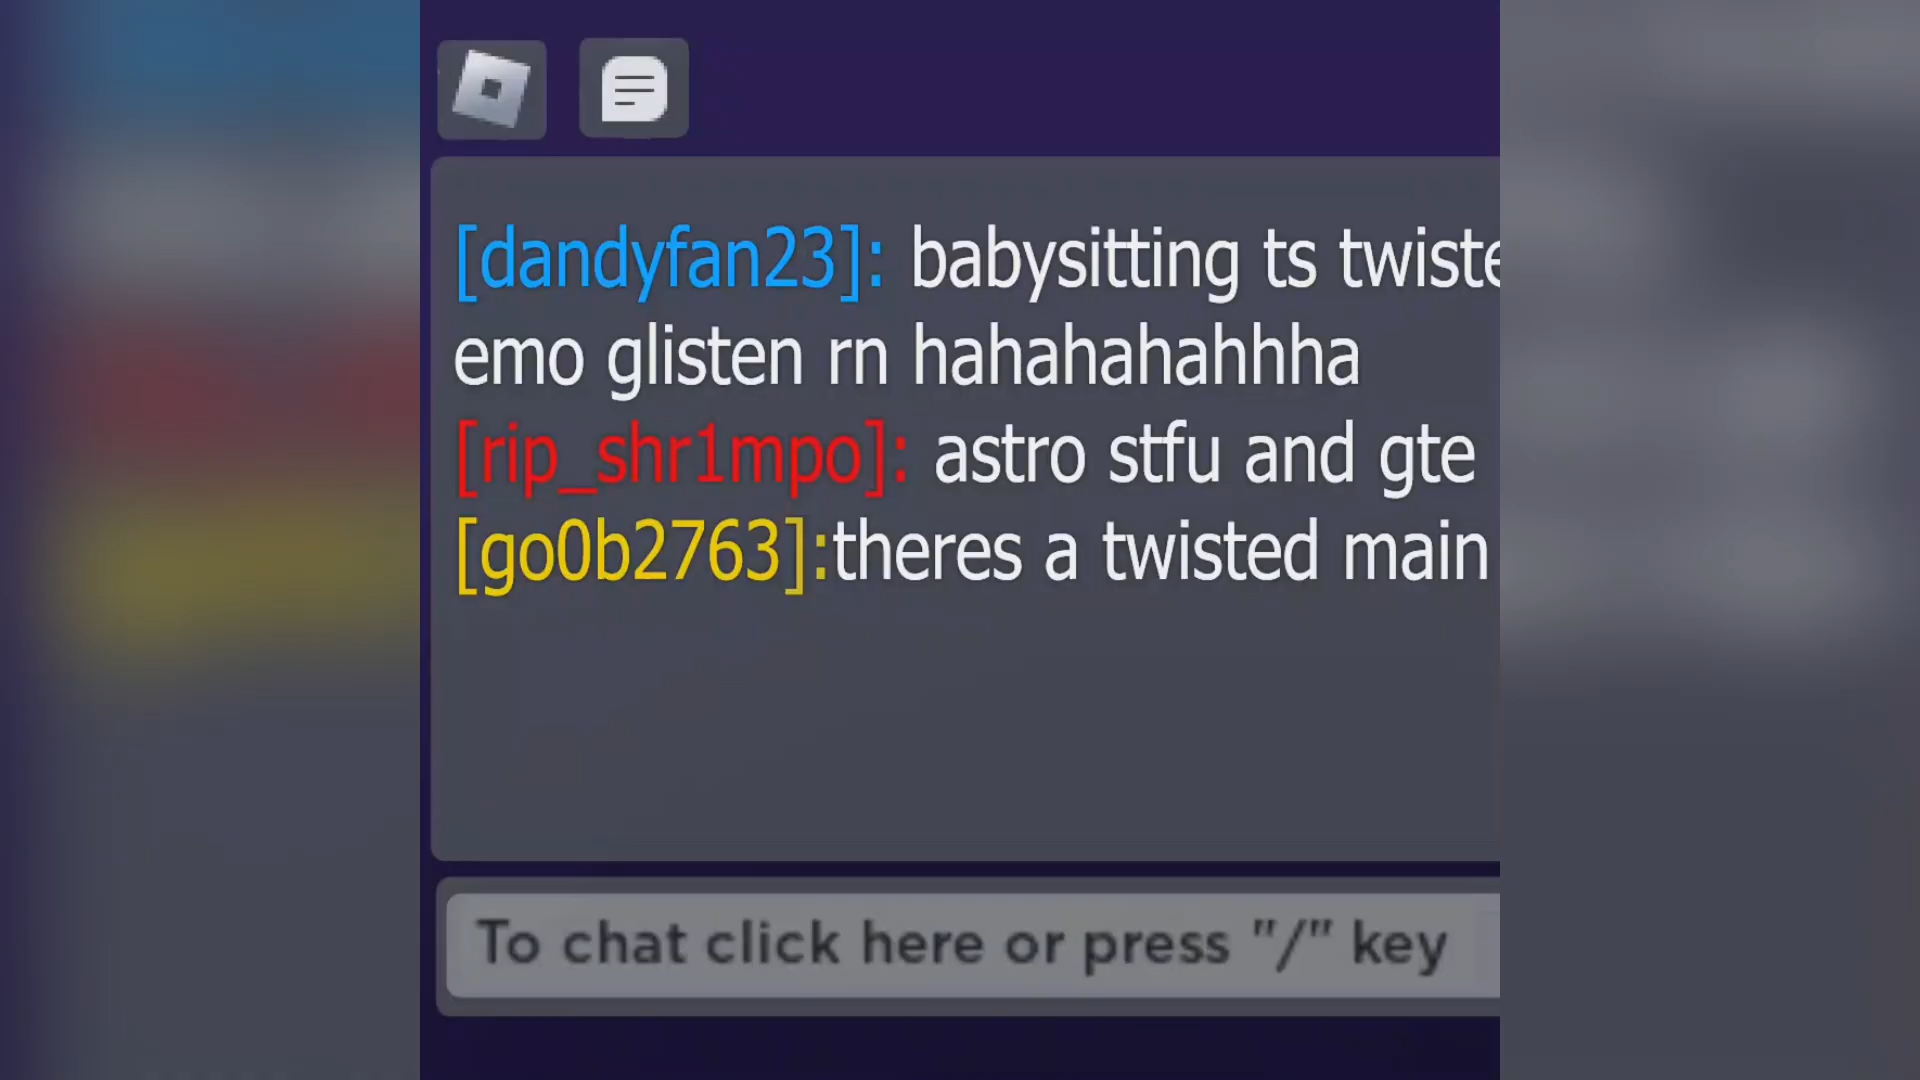 [dandyfan23]: babysitting ts twiste
emo glisten rn hahahahahhha
[rip_shr1mpo]: astro stfu and gte
[go0b2763]:theres a twisted main
To chat click here or press "/" key